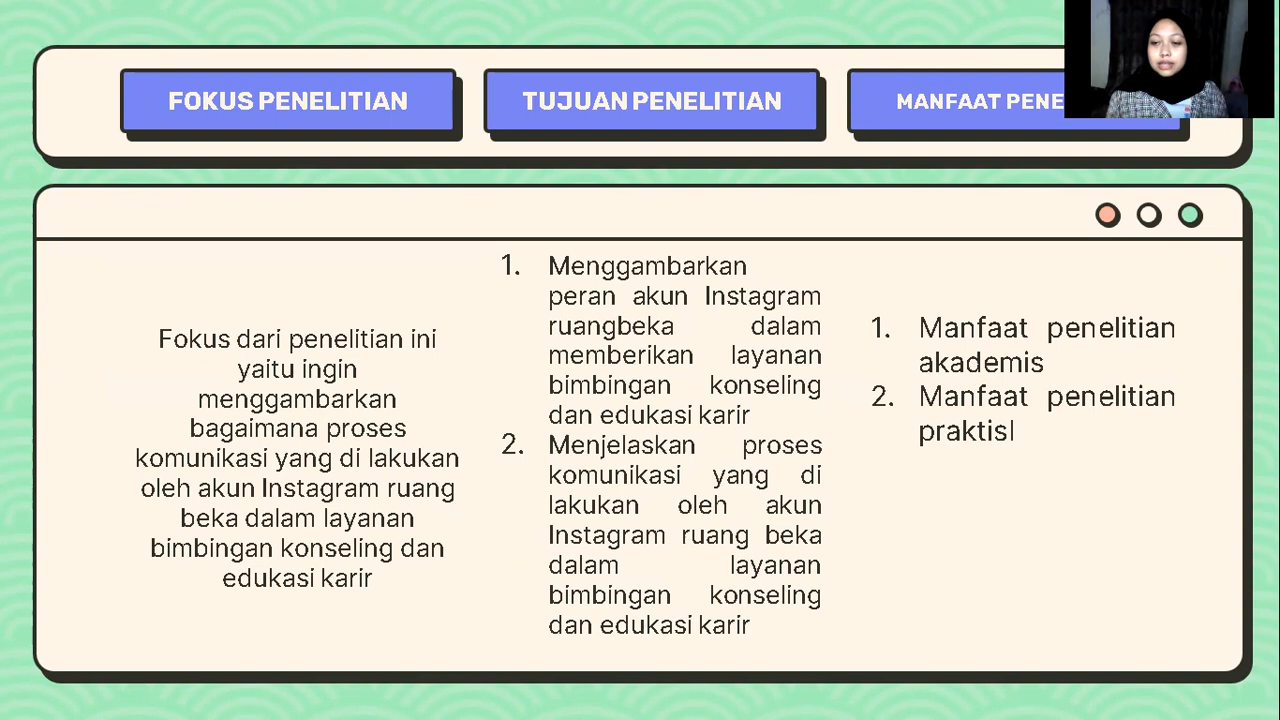 FOKUS PENELITIAN
TUJUAN PENELITIAN
MANFAAT
Fokus dari penelitian ini
yaitu ingin
menggambarkan
bagaimana proses
komunikasi yang di lakukan
oleh akun Instagram ruang
beka dalam layanan
bimbingan konseling dan
edukasi karir
1. Menggambarkan
peran akun Instagram
ruangbeka dalam
memberikan layanan
bimbingan konseling
dan edukasi karir
2. Menjelaskan proses
komunikasi yang di
lakukan oleh akun
Instagram ruang beka
dalam layanan
bimbingan konseling
dan edukasi karir
1. Manfaat penelitian
akademis
2. Manfaat penelitian
praktisl